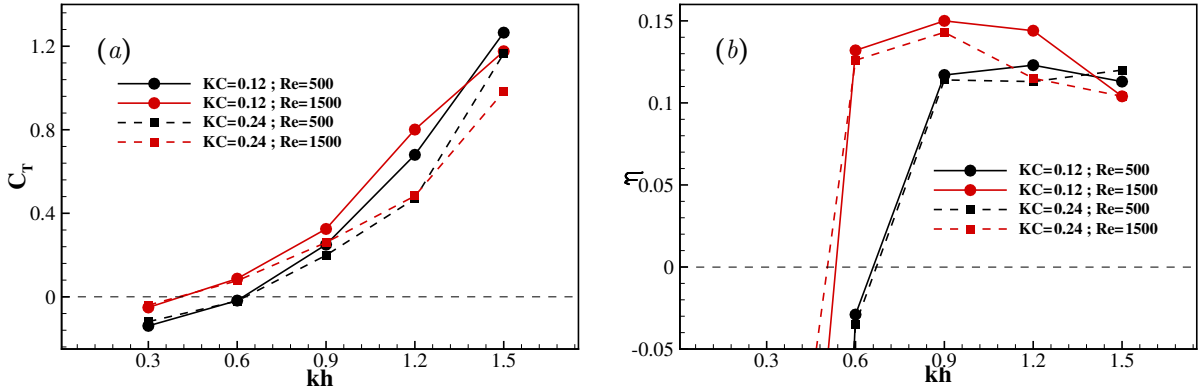 (a)
KC=0.12 ; Re=500
KC=0.12 ; Re=1500
KC=0.24 ; Re=500
KC=0.24 ; Re=1500
1.2
0.8
0.4
0
C_T
0.3 0.6 0.9 1.2 1.5
kh
(b)
0.15
0.1
0.05
0
-0.05
η
KC=0.12 ; Re=500
KC=0.12 ; Re=1500
KC=0.24 ; Re=500
KC=0.24 ; Re=1500
0.3 0.6 0.9 1.2 1.5
kh